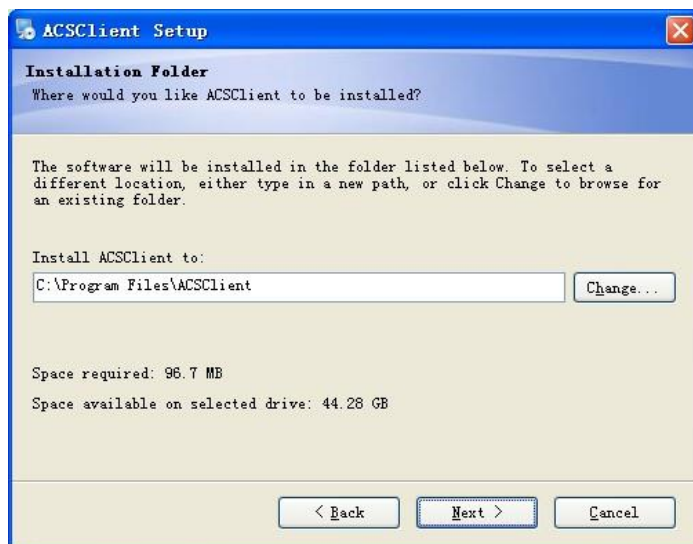 ACSClient Setup
Installation Folder
Where would you like ACSClient to be installed?
The software will be installed in the folder listed below. To select a
different location, either type in a new path, or click Change to browse for
an existing folder.
Install ACSClient to:
C:\Program Files\ACSClient
Change...
Space required: 96.7 MB
Space available on selected drive: 44.28 GB
< Back
Next >
Cancel